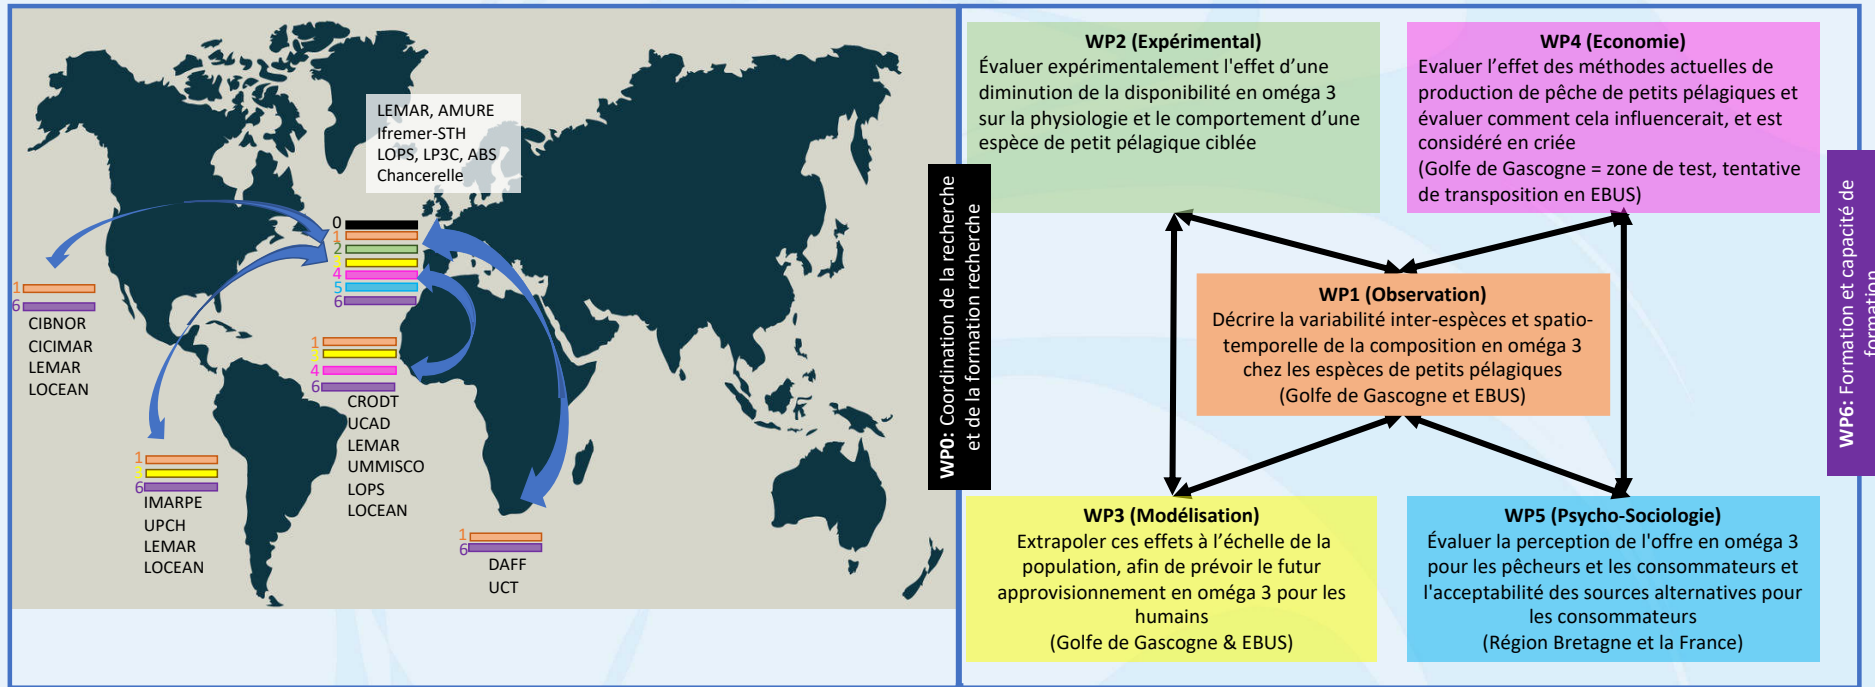 LEMAR, AMURE
Ifremer-STH
LOPS, LP3C, ABS
Chancerelle
0
1
2
3
4
5
6
1
6
CIBNOR
CICIMAR
LEMAR
LOCEAN
1
3
6
IMARPE
UPCH
LEMAR
LOCEAN
1
3
4
6
CRODT
UCAD
LEMAR
UMMISCO
LOPS
LOCEAN
1
6
DAFF
UCT
WP0: Coordination de la recherche
et de la formation recherche
WP2 (Expérimental)
Évaluer expérimentalement l'effet d’une
diminution de la disponibilité en oméga 3
sur la physiologie et le comportement d’une
espèce de petit pélagique ciblée
WP4 (Economie)
Evaluer l’effet des méthodes actuelles de
production de pêche de petits pélagiques et
évaluer comment cela influencerait, et est
considéré en criée
(Golfe de Gascogne = zone de test, tentative
de transposition en EBUS)
WP1 (Observation)
Décrire la variabilité inter-espèces et spatio-
temporelle de la composition en oméga 3
chez les espèces de petits pélagiques
(Golfe de Gascogne et EBUS)
WP3 (Modélisation)
Extrapoler ces effets à l’échelle de la
population, afin de prévoir le futur
approvisionnement en oméga 3 pour les
humains
(Golfe de Gascogne & EBUS)
WP5 (Psycho-Sociologie)
Évaluer la perception de l'offre en oméga 3
pour les pêcheurs et les consommateurs et
l'acceptabilité des sources alternatives pour
les consommateurs
(Région Bretagne et la France)
WP6: Formation et capacité de
formation